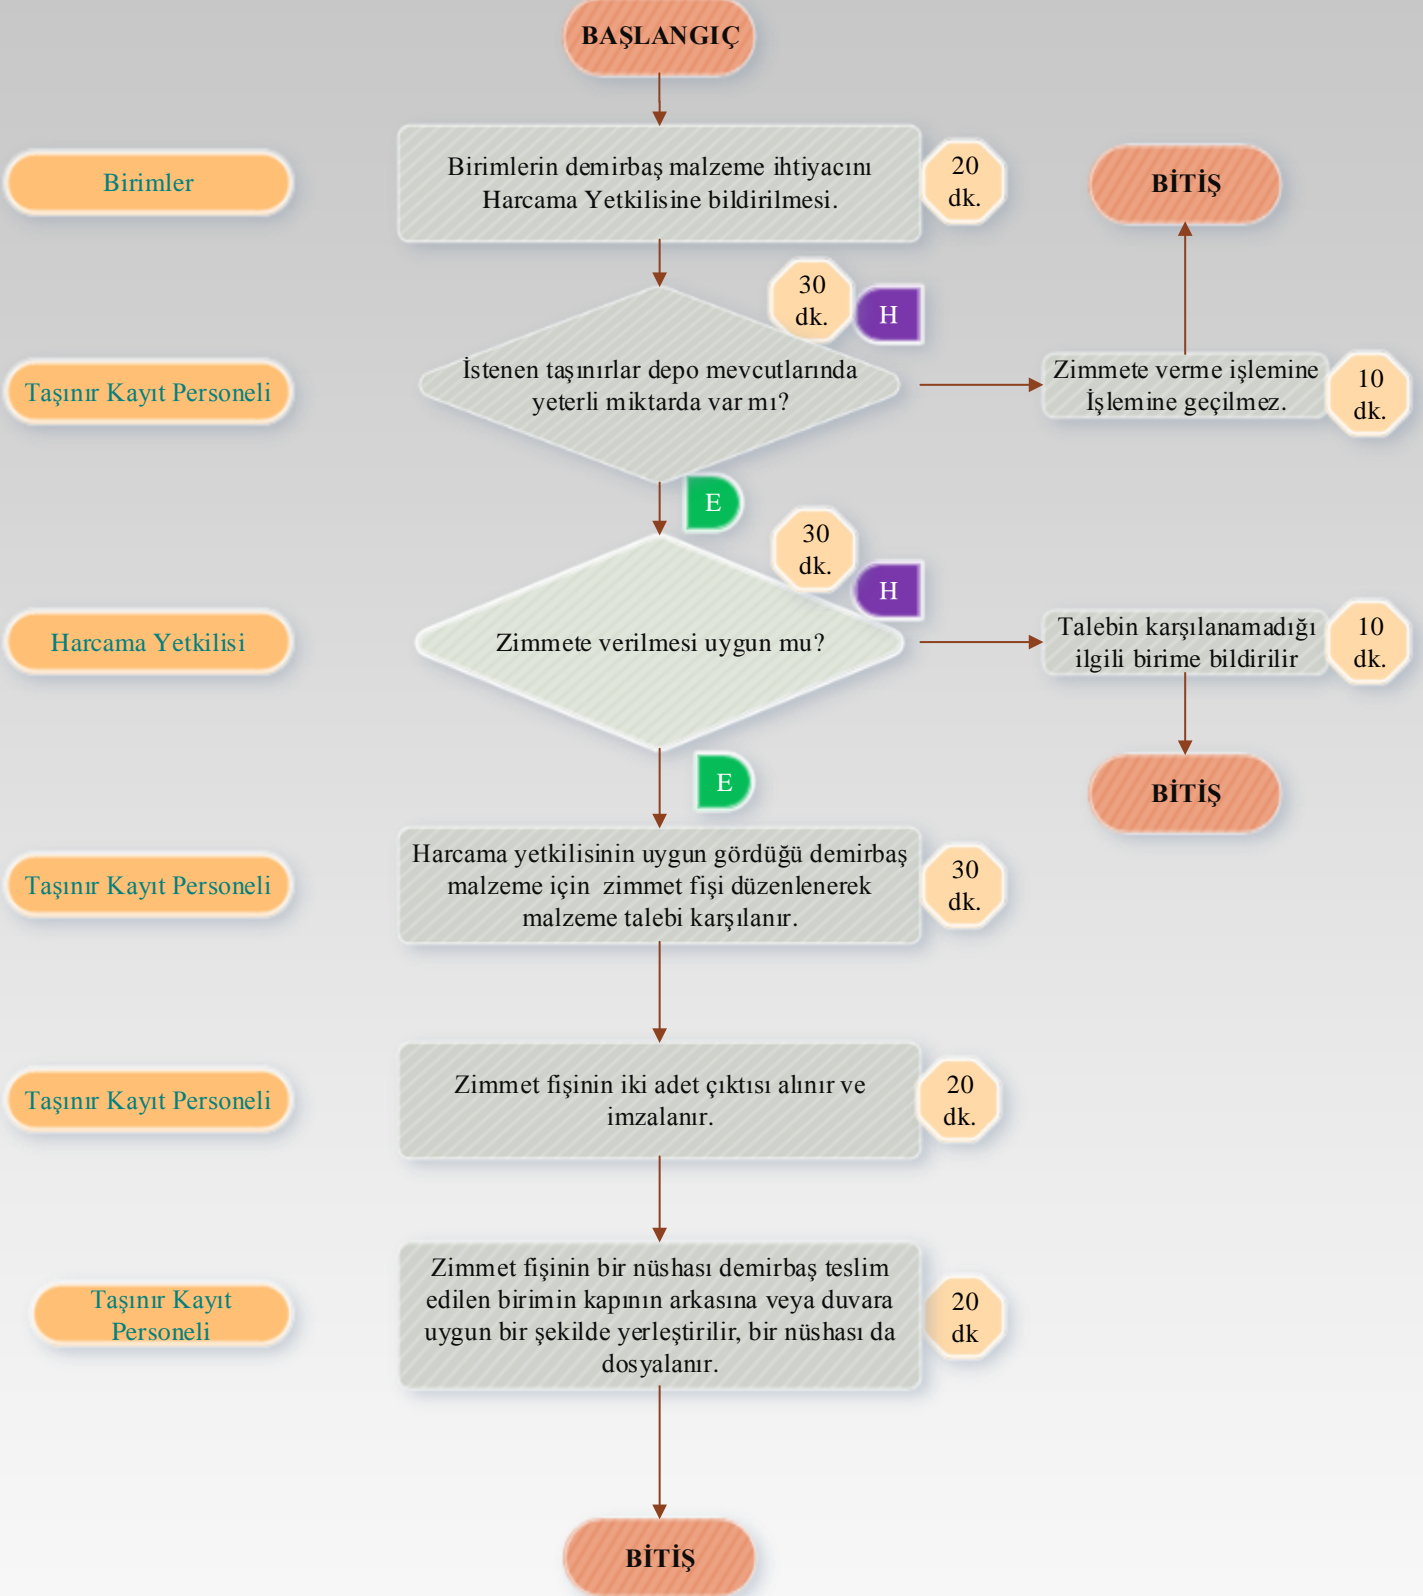 BAŞLANGIÇ
Birimler
Birimlerin demirbaş malzeme ihtiyacını
Harcama Yetkilisine bildirilmesi.
20
dk.
BİTİŞ
30
dk.
H
Taşınır Kayıt Personeli
İstenen taşınırlar depo mevcutlarında
yeterli miktarda var mı?
Zimmete verme işlemine
İşlemine geçilmez.
10
dk.
E
30
dk.
H
Harcama Yetkilisi
Zimmete verilmesi uygun mu?
Talebin karşılanamadığı
ilgili birime bildirilir
10
dk.
BİTİŞ
E
Taşınır Kayıt Personeli
Harcama yetkilisinin uygun gördüğü demirbaş
malzeme için  zimmet fişi düzenlenerek
malzeme talebi karşılanır.
30
dk.
Taşınır Kayıt Personeli
Zimmet fişinin iki adet çıktısı alınır ve
imzalanır.
20
dk.
Taşınır Kayıt
Personeli
Zimmet fişinin bir nüshası demirbaş teslim
edilen birimin kapının arkasına veya duvara
uygun bir şekilde yerleştirilir, bir nüshası da
dosyalanır.
20
dk
BİTİŞ